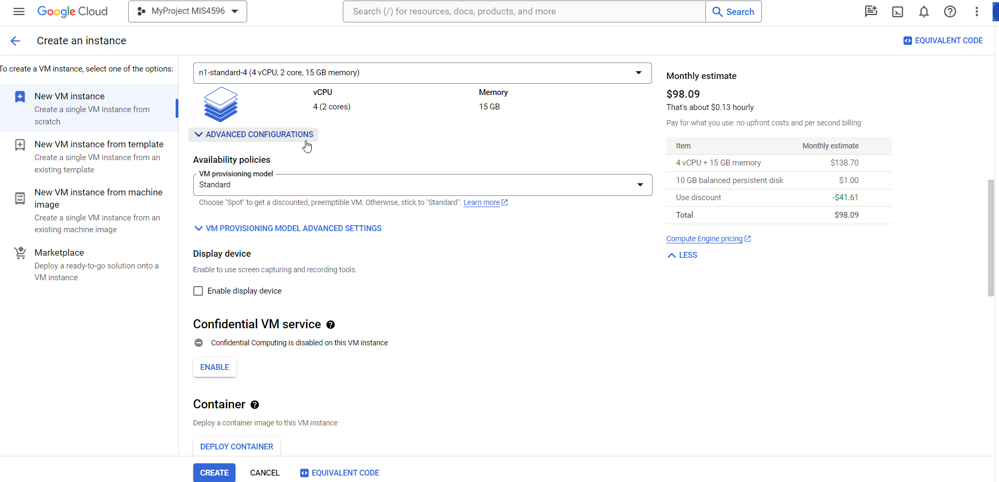 Google Cloud
MyProject MIS4596
Search (/) for resources, docs, products, and more
Search
Create an instance
EQUIVALENT CODE
To create a VM instance, select one of the options:
New VM instance
Create a single VM instance from
scratch
New VM instance from template
Create a single VM instance from an
existing template
New VM instance from machine
image
Create a single VM instance from an
existing machine image
Marketplace
Deploy a ready-to-go solution onto a
VM instance
n1-standard-4 (4 vCPU, 2 core, 15 GB memory)
vCPU
Memory
4 (2 cores)
15 GB
ADVANCED CONFIGURATIONS
Availability policies
VM provisioning model
Standard
Choose "Spot" to get a discounted, preemptible VM. Otherwise, stick to "Standard". Learn more
VM PROVISIONING MODEL ADVANCED SETTINGS
Display device
Enable to use screen capturing and recording tools.
Enable display device
Confidential VM service
Confidential Computing is disabled on this VM instance
ENABLE
Container
Deploy a container image to this VM instance
DEPLOY CONTAINER
CREATE
CANCEL
EQUIVALENT CODE
Monthly estimate
$98.09
That's about $0.13 hourly
Pay for what you use: no upfront costs and per second billing
Item Monthly estimate
4 vCPU + 15 GB memory $138.70
10 GB balanced persistent disk $1.00
Use discount -$41.61
Total $98.09
Compute Engine pricing
LESS